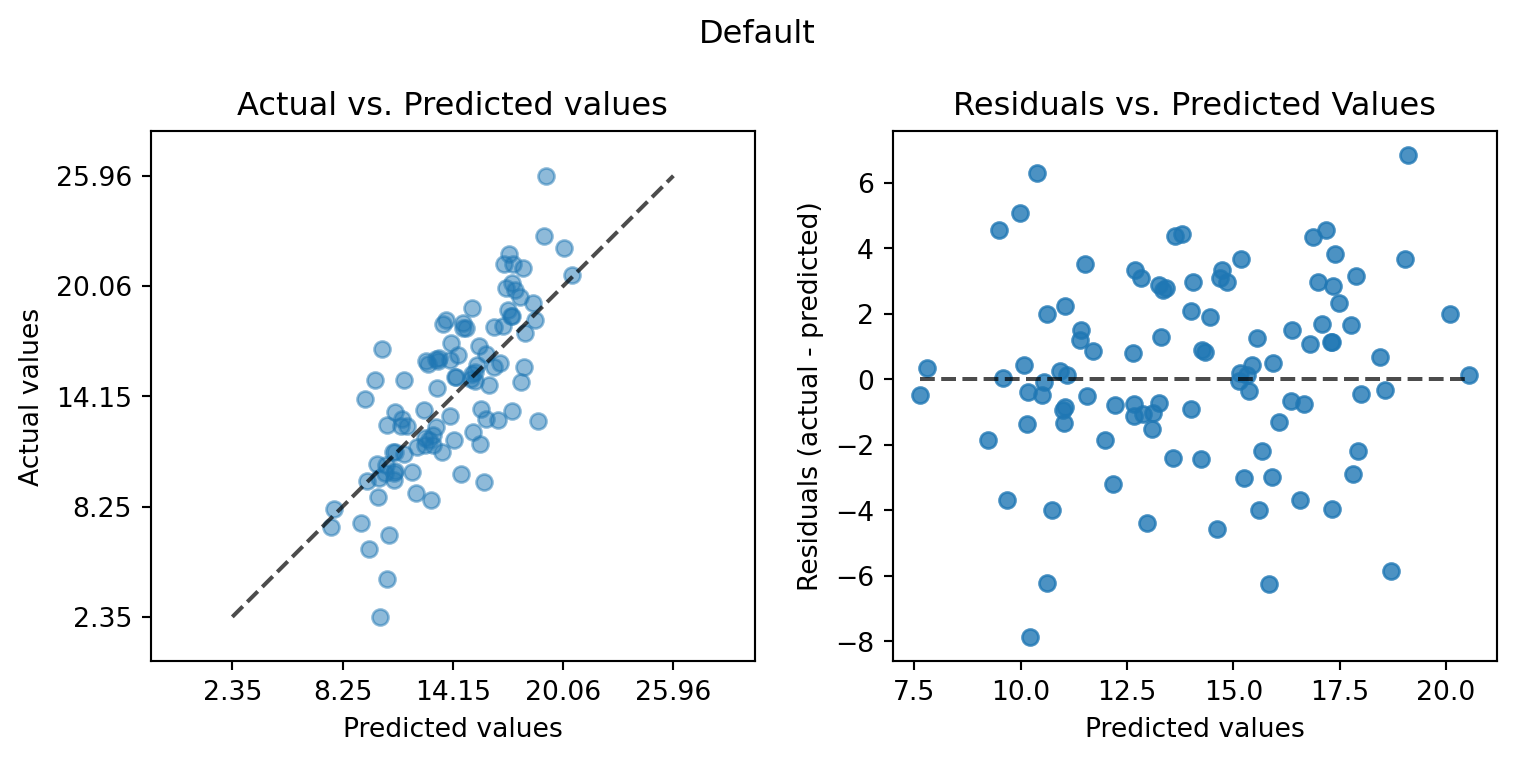 Default
Actual vs. Predicted values
Actual values
25.96
20.06
14.15
8.25
2.35
2.35 8.25 14.15 20.06 25.96
Predicted values
Residuals vs. Predicted Values
Residuals (actual - predicted)
6
4
2
0
−2
−4
−6
−8
7.5 10.0 12.5 15.0 17.5 20.0
Predicted values